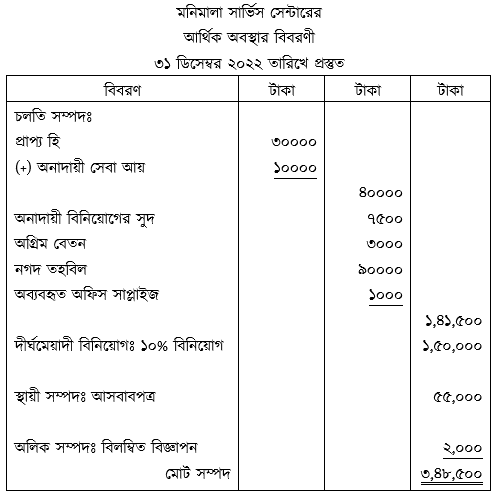 মনিমালা সার্ভিস সেন্টারের
আর্থিক অবস্থার বিবরণী
৩১ ডিসেম্বর ২০২২ তারিখে প্রস্তুত
বিবরণ টাকা টাকা টাকা
চলতি সম্পদঃ
প্রাপ্য হি ৩০০০০
(+) অনাদায়ী সেবা আয় ১০০০০
৪০০০০
অনাদায়ী বিনিয়োগের সুদ ৭৫০০
অগ্রিম বেতন ৩০০০
নগদ তহবিল ৯০০০০
অব্যবহৃত অফিস সাপ্লাইজ ১০০০
১,৪১,৫০০
দীর্ঘমেয়াদী বিনিয়োগঃ ১০% বিনিয়োগ ১,৫০,০০০
স্থায়ী সম্পদঃ আসবাবপত্র ৫৫,০০০
অলিক সম্পদঃ বিলম্বিত বিজ্ঞাপন ২,০০০
মোট সম্পদ ৩,৪৮,৫০০